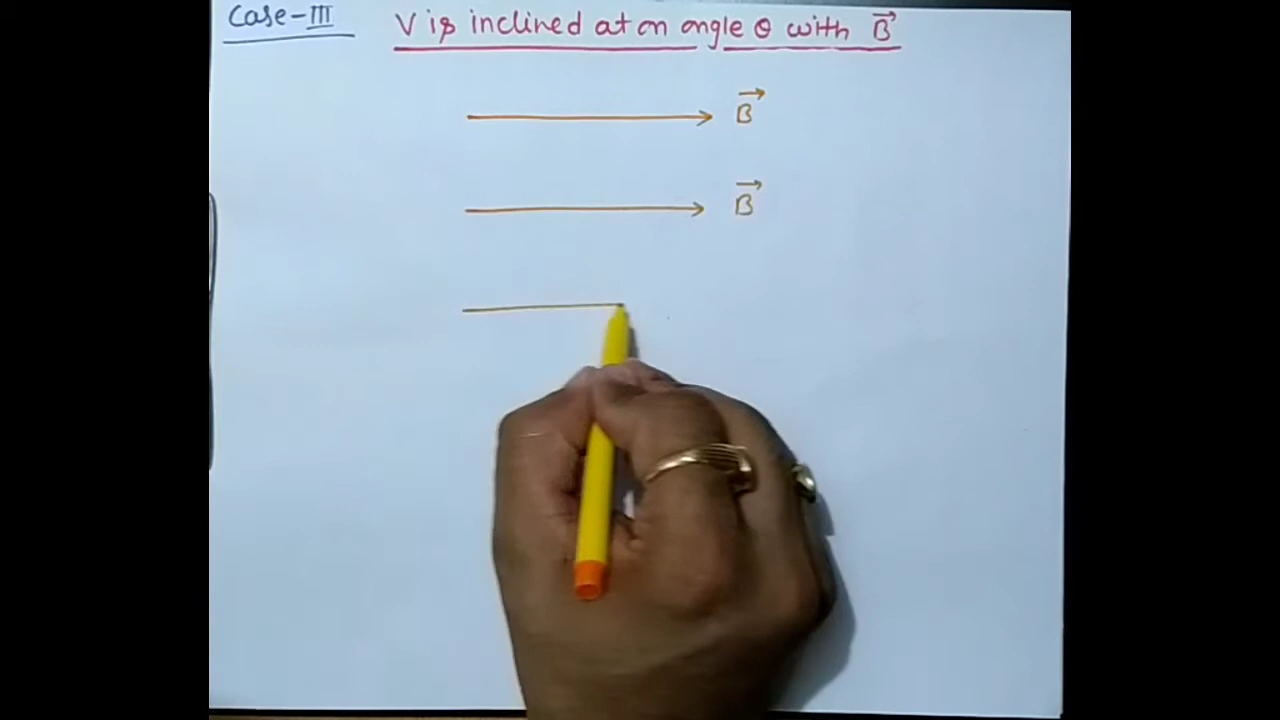 Case-III
V is inclined at an angle θ with B⃗
B⃗
B⃗